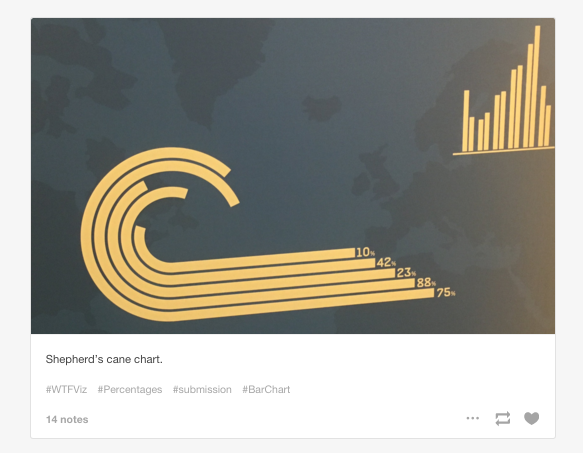 10%
42%
23%
88%
75%
Shepherd's cane chart.
#WTFViz #Percentages #submission #BarChart
14 notes